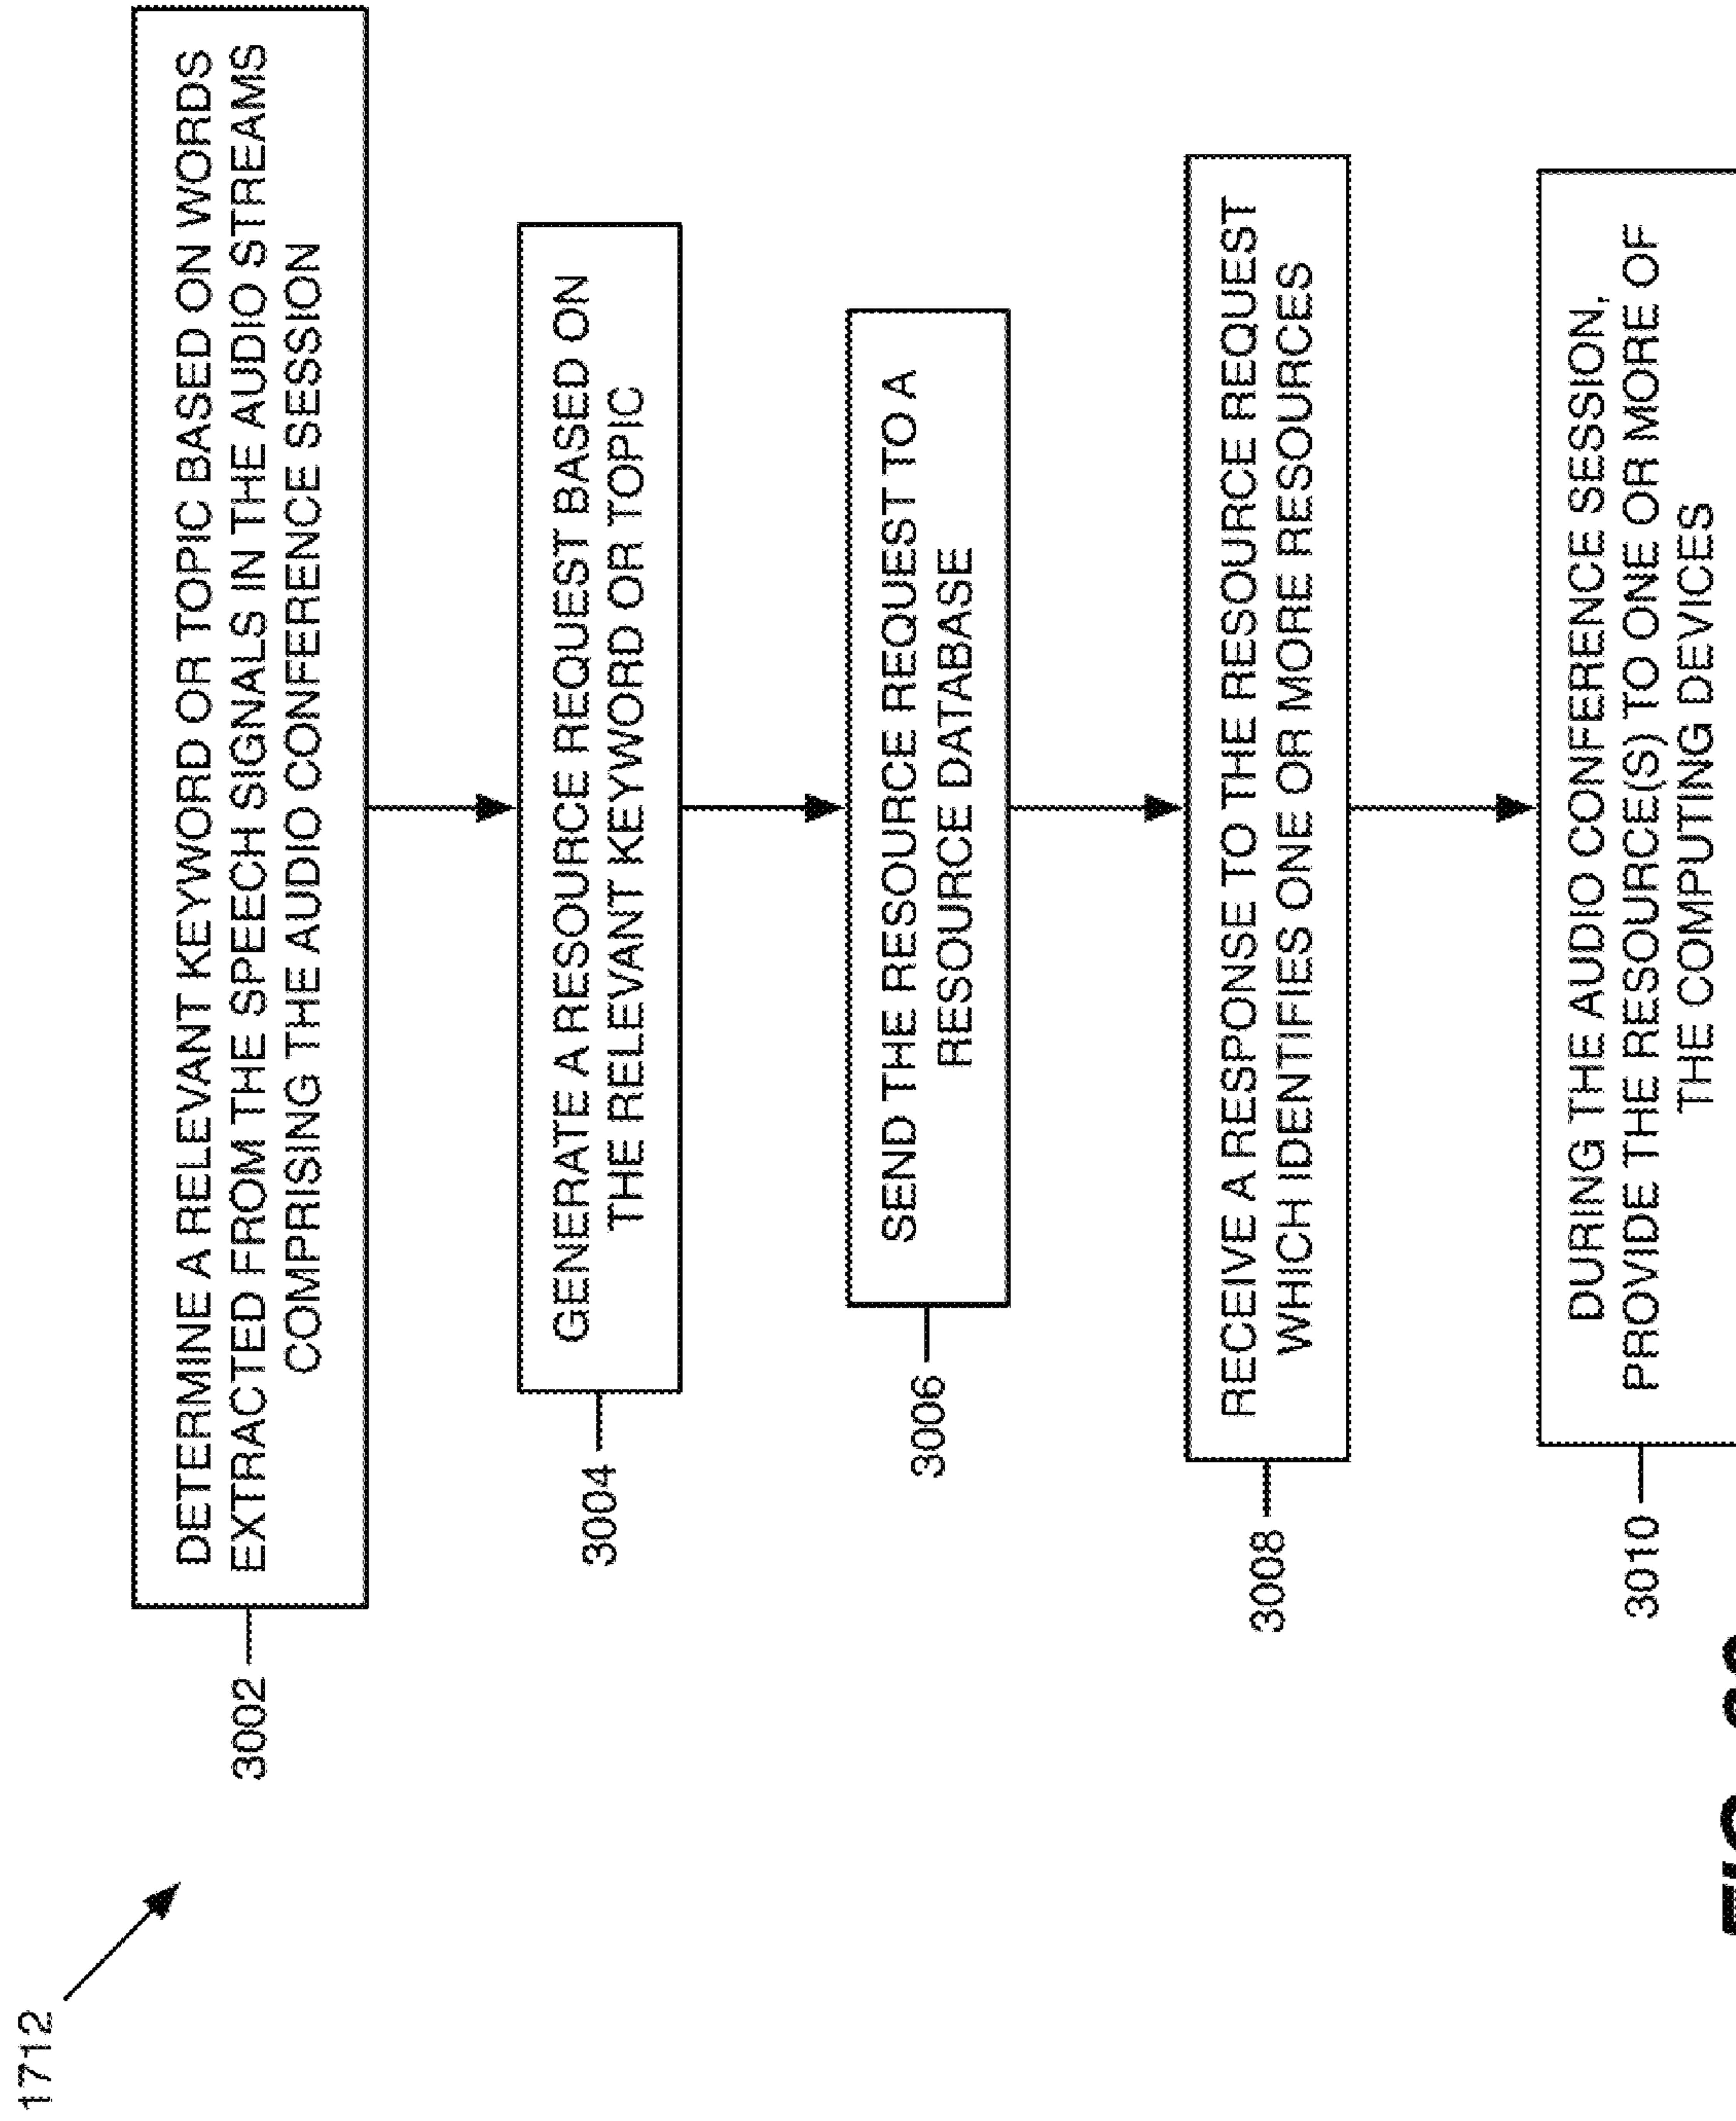 1712
3002
DETERMINE A RELEVANT KEYWORD OR TOPIC BASED ON WORDS
EXTRACTED FROM THE SPEECH SIGNALS IN THE AUDIO STREAMS
COMPRISING THE AUDIO CONFERENCE SESSION
3004
GENERATE A RESOURCE REQUEST BASED ON
THE RELEVANT KEYWORD OR TOPIC
3006
SEND THE RESOURCE REQUEST TO A
RESOURCE DATABASE
3008
RECEIVE A RESPONSE TO THE RESOURCE REQUEST
WHICH IDENTIFIES ONE OR MORE RESOURCES
3010
DURING THE AUDIO CONFERENCE SESSION,
PROVIDE THE RESOURCE(S) TO ONE OR MORE OF
THE COMPUTING DEVICES
FIG.